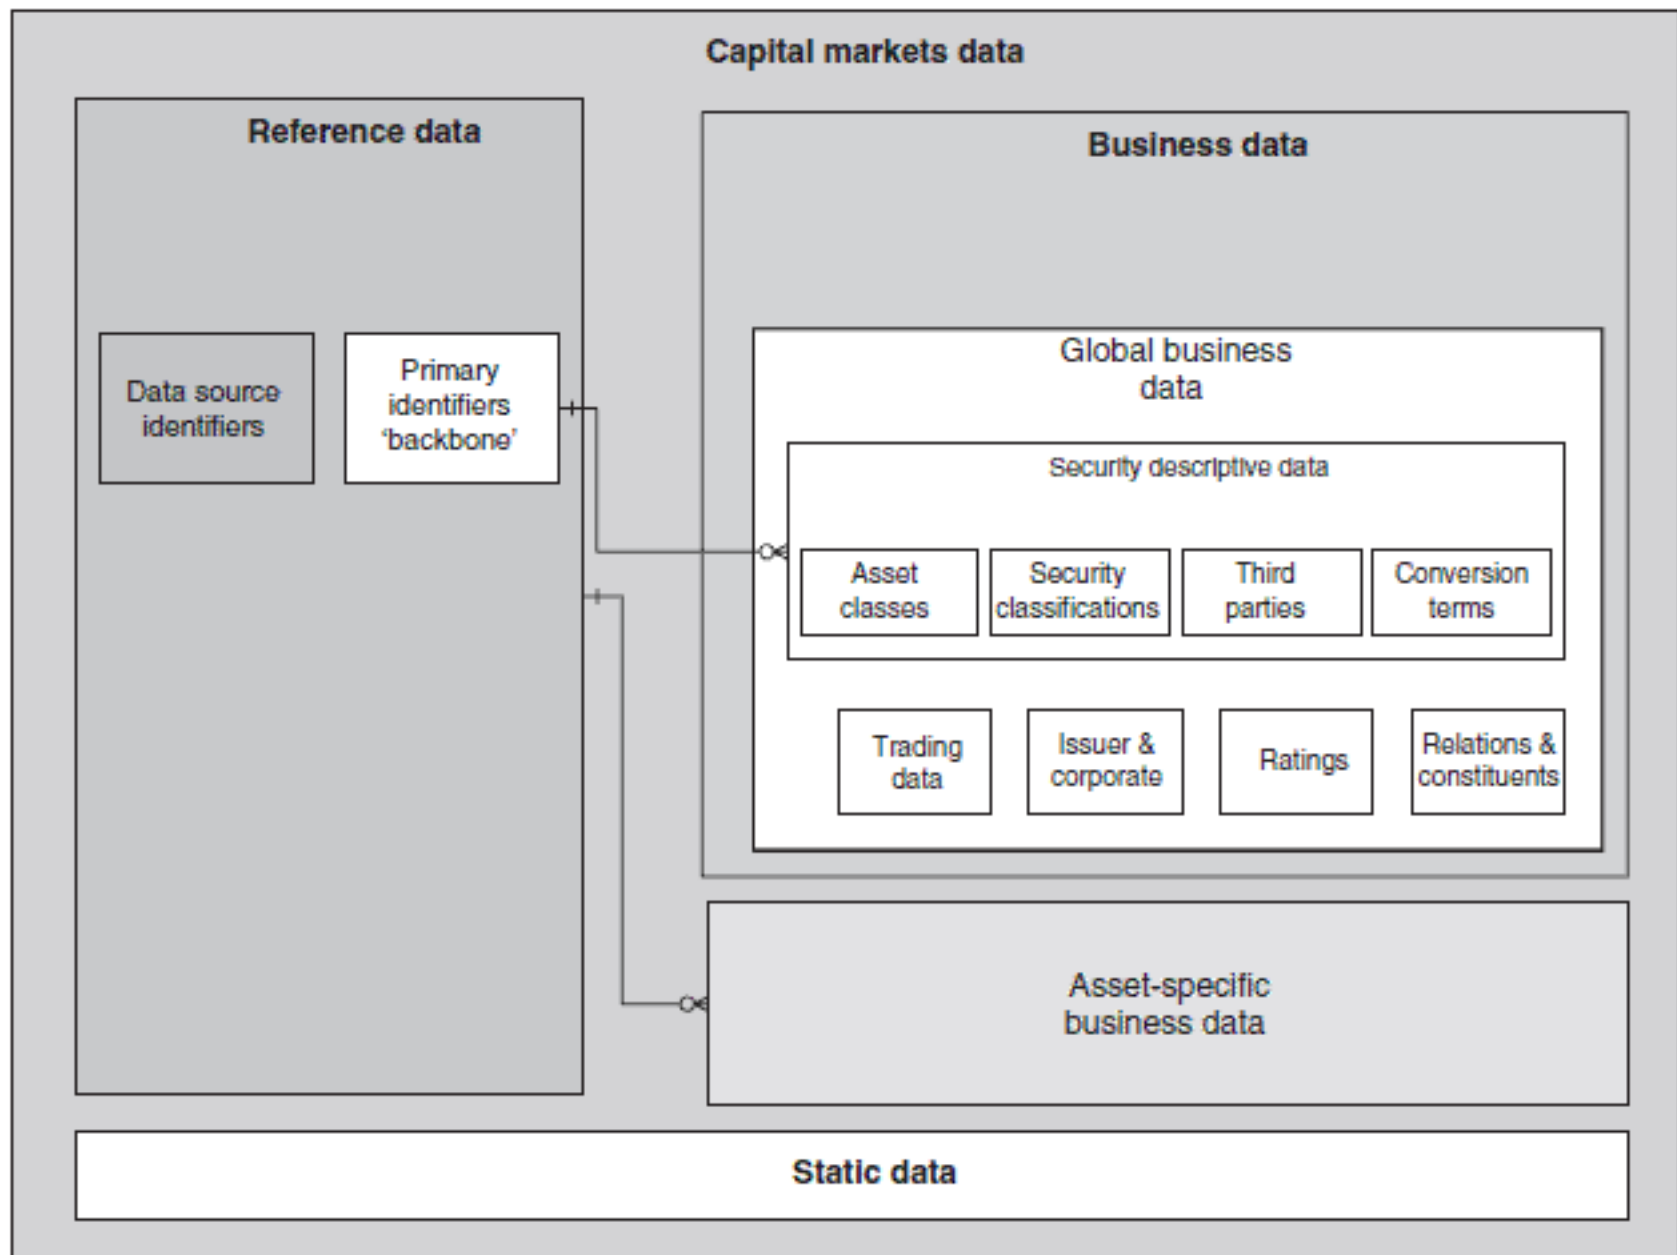 Capital markets data
Reference data
Data source
identifiers
Primary
identifiers
‘backbone’
Business data
Global business
data
Security descriptive data
Asset
classes
Security
classifications
Third
parties
Conversion
terms
Trading
data
Issuer &
corporate
Ratings
Relations &
constituents
Asset-specific
business data
Static data